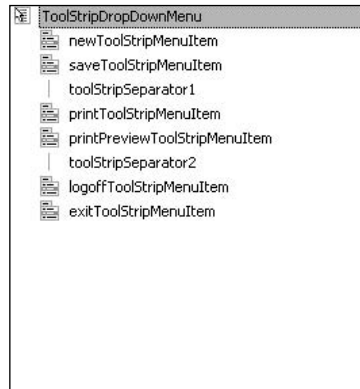 ToolStripDropDownMenu
newToolStripMenuItem
saveToolStripMenuItem
toolStripSeparator1
printToolStripMenuItem
printPreviewToolStripMenuItem
toolStripSeparator2
logoffToolStripMenuItem
exitToolStripMenuItem